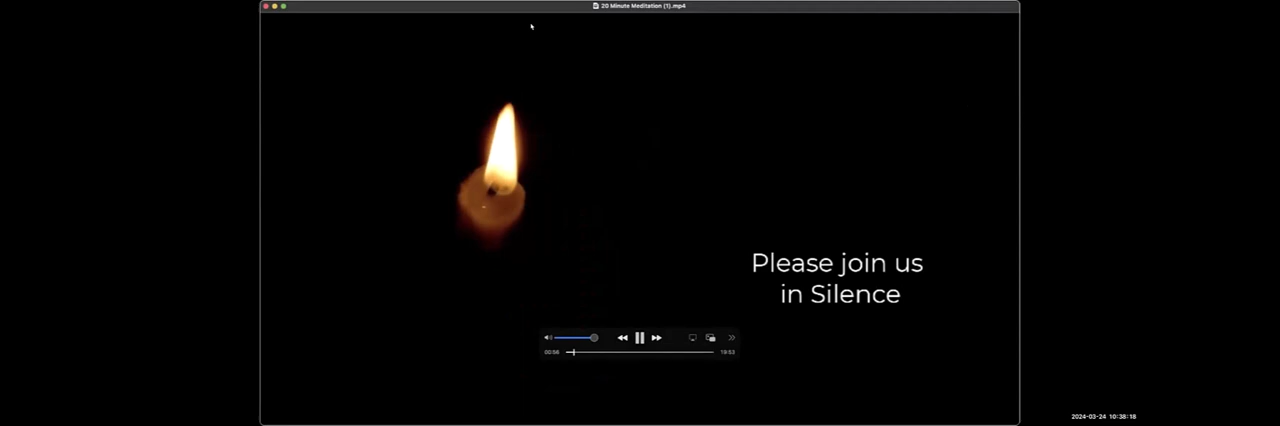 20 Minute Meditation (1).mp4
Please join us
in Silence
00:56
19:53
2024-03-24 10:38:18